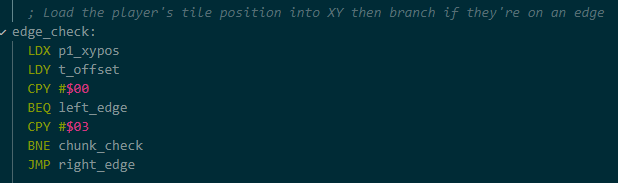 ; Load the player's tile position into XY then branch if they're on an edge
edge_check:
LDX p1_xypos
LDY t_offset
CPY #$00
BEQ left_edge
CPY #$03
BNE chunk_check
JMP right_edge